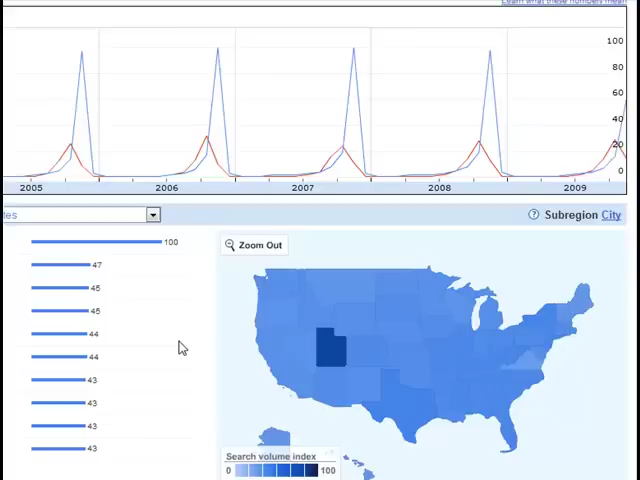 Learn what these numbers mean
100
80
60
40
20
0
2005 2006 2007 2008 2009
tes
Subregion City
100
47
45
45
44
44
43
43
43
43
Zoom Out
Search volume index
0 100